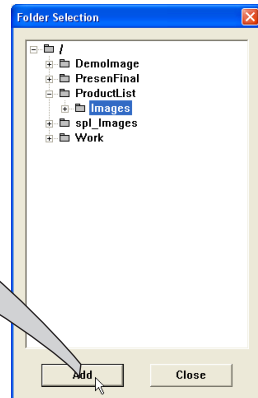 Folder Selection
/
DemoImage
PresenFinal
ProductList
Images
spl_Images
Work
Add
Close